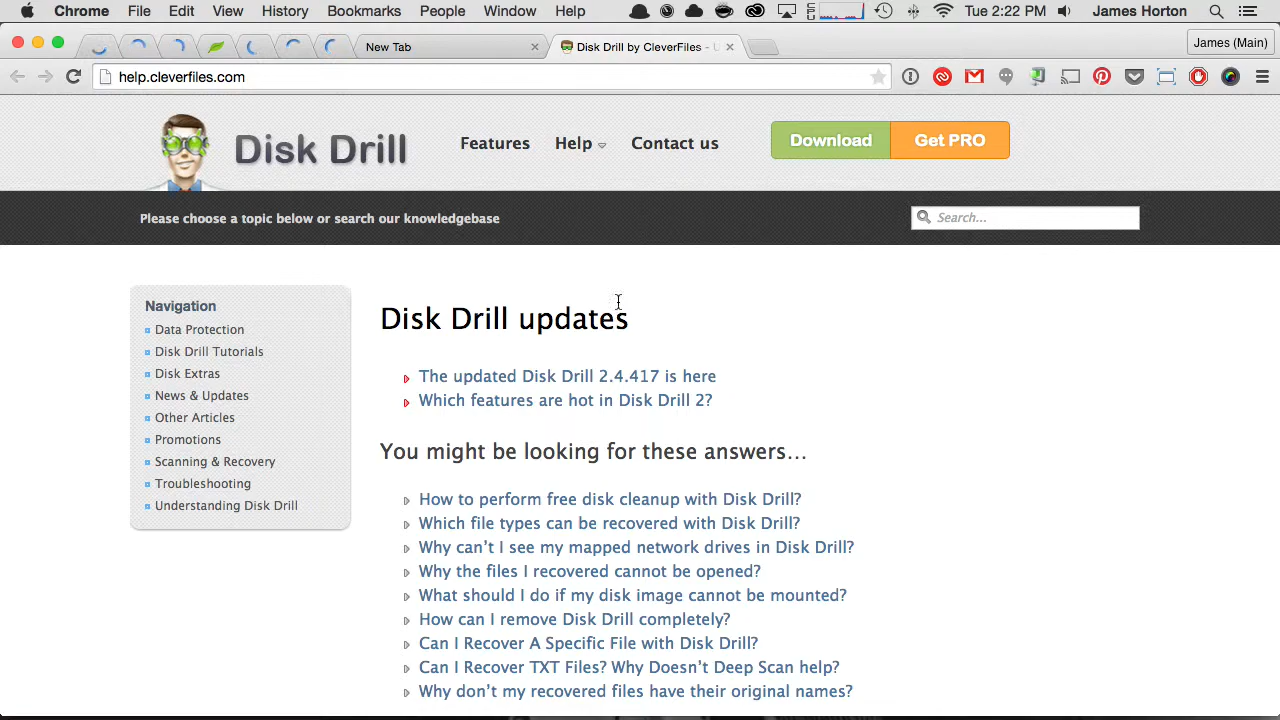 Chrome File Edit View History Bookmarks People Window Help Tue 2:22 PM James Horton
New Tab
Disk Drill by CleverFiles - U
James (Main)
help.cleverfiles.com
Disk Drill
Features
Help
Contact us
Download
Get PRO
Please choose a topic below or search our knowledgebase
Search...
Navigation
Data Protection
Disk Drill Tutorials
Disk Extras
News & Updates
Other Articles
Promotions
Scanning & Recovery
Troubleshooting
Understanding Disk Drill
Disk Drill updates
The updated Disk Drill 2.4.417 is here
Which features are hot in Disk Drill 2?
You might be looking for these answers…
How to perform free disk cleanup with Disk Drill?
Which file types can be recovered with Disk Drill?
Why can’t I see my mapped network drives in Disk Drill?
Why the files I recovered cannot be opened?
What should I do if my disk image cannot be mounted?
How can I remove Disk Drill completely?
Can I Recover A Specific File with Disk Drill?
Can I Recover TXT Files? Why Doesn’t Deep Scan help?
Why don’t my recovered files have their original names?